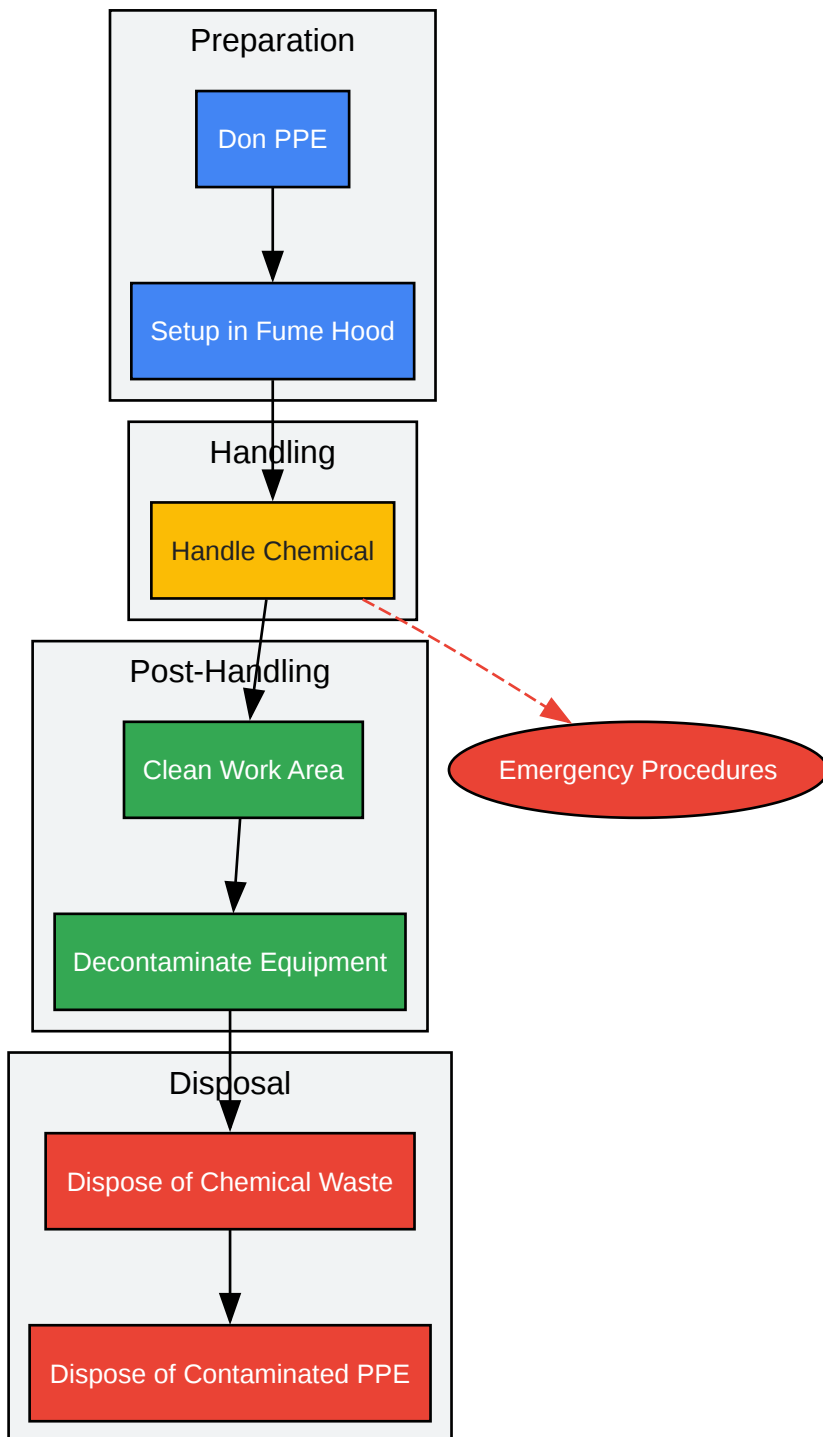 Preparation
Don PPE
Setup in Fume Hood
Handling
Handle Chemical
Post-Handling
Clean Work Area
Emergency Procedures
Decontaminate Equipment
Disposal
Dispose of Chemical Waste
Dispose of Contaminated PPE